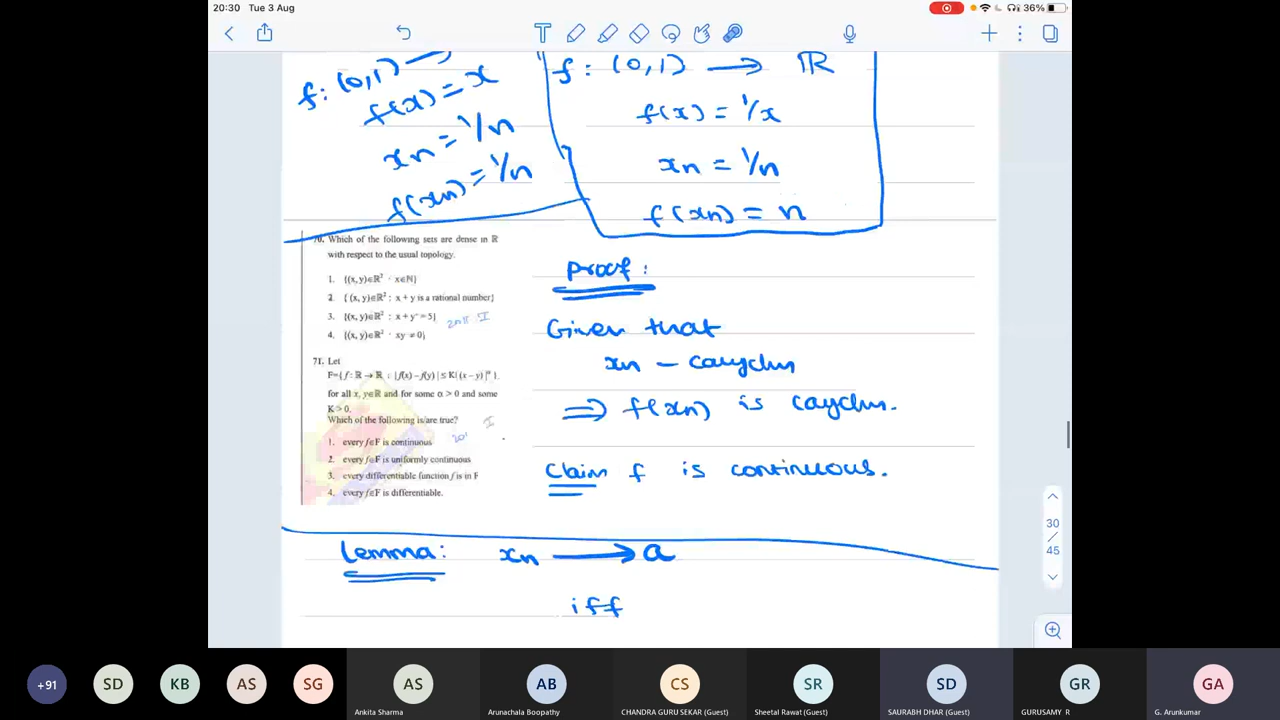 20:30 Tue 3 Aug
36%
f: (0,1) →
f(x) = x
xn = 1/n
f(xn) = 1/n
f: (0,1) → ℝ
f(x) = 1/x
xn = 1/n
f(xn) = n
70. Which of the following sets are dense in ℝ
with respect to the usual topology.
1. {(x, y)∈ℝ² : x∈ℕ}
2. {(x, y)∈ℝ² : x + y is a rational number}
3. {(x, y)∈ℝ² : x + y² = 5}
4. {(x, y)∈ℝ² : xy ≠ 0}
71. Let
F={ f : ℝ → ℝ : |f(x) – f(y)| ≤ K|(x – y)|^α }
for all x, y∈ℝ and for some α > 0 and some
K > 0.
Which of the following is/are true?
1. every f∈F is continuous
2. every f∈F is uniformly continuous
3. every differentiable function f is in F
4. every f∈F is differentiable.
Proof:
Given that
xn – cauychy
⇒ f(xn) is cauychy.
Claim f is continuous.
Lemma: xn → a
iff
30
45
+91
SD
KB
AS
SG
AS
Ankita Sharma
AB
Arunachala Boopathy
CS
CHANDRA GURU SEKAR (Guest)
SR
Sheetal Rawat (Guest)
SD
SAURABH DHAR (Guest)
GR
GURUSAMY R
GA
G. Arunkumar